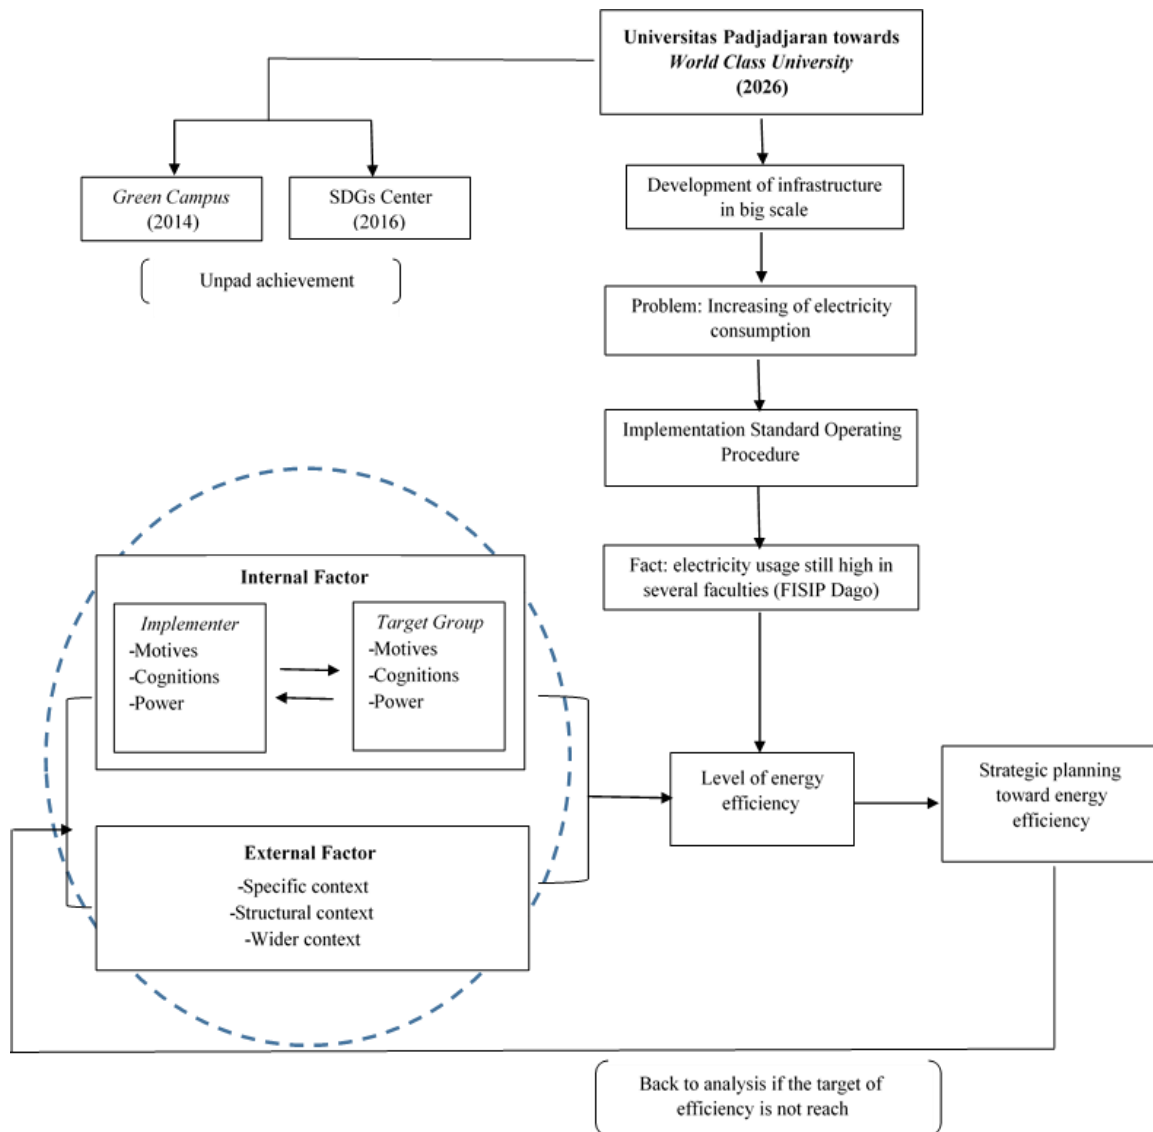 Universitas Padjadjaran towards
World Class University
(2026)
Green Campus
(2014)
SDGs Center
(2016)
Unpad achievement
Development of infrastructure
in big scale
Problem: Increasing of electricity
consumption
Implementation Standard Operating
Procedure
Fact: electricity usage still high in
several faculties (FISIP Dago)
Internal Factor
Implementer
-Motives
-Cognitions
-Power
Target Group
-Motives
-Cognitions
-Power
External Factor
-Specific context
-Structural context
-Wider context
Level of energy
efficiency
Strategic planning
toward energy
efficiency
Back to analysis if the target of
efficiency is not reach